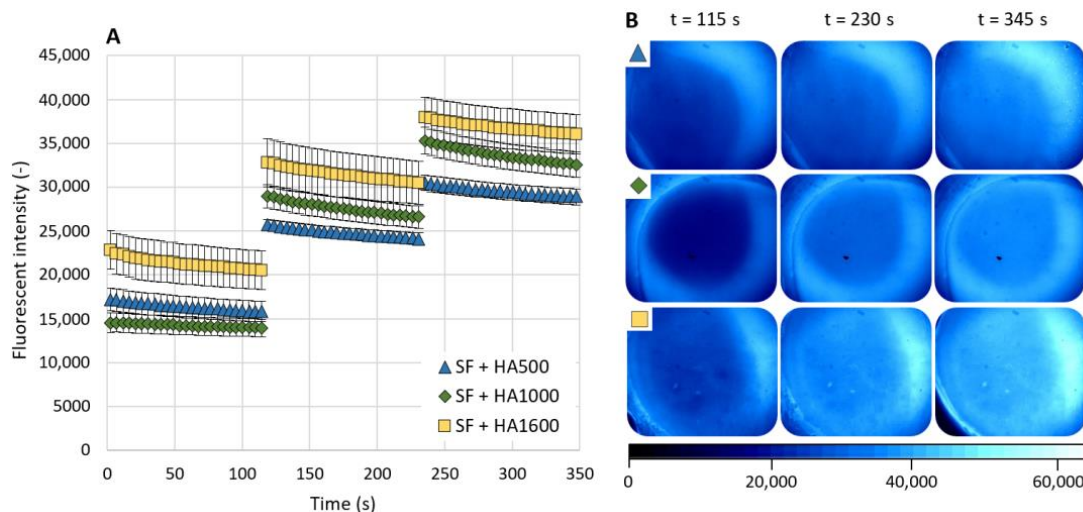 A
45,000
40,000
35,000
30,000
25,000
20,000
15,000
10,000
5000
0
0 50 100 150 200 250 300 350
Fluorescent intensity (-)
Time (s)
SF + HA500
SF + HA1000
SF + HA1600
B
t = 115 s t = 230 s t = 345 s
0 20,000 40,000 60,000